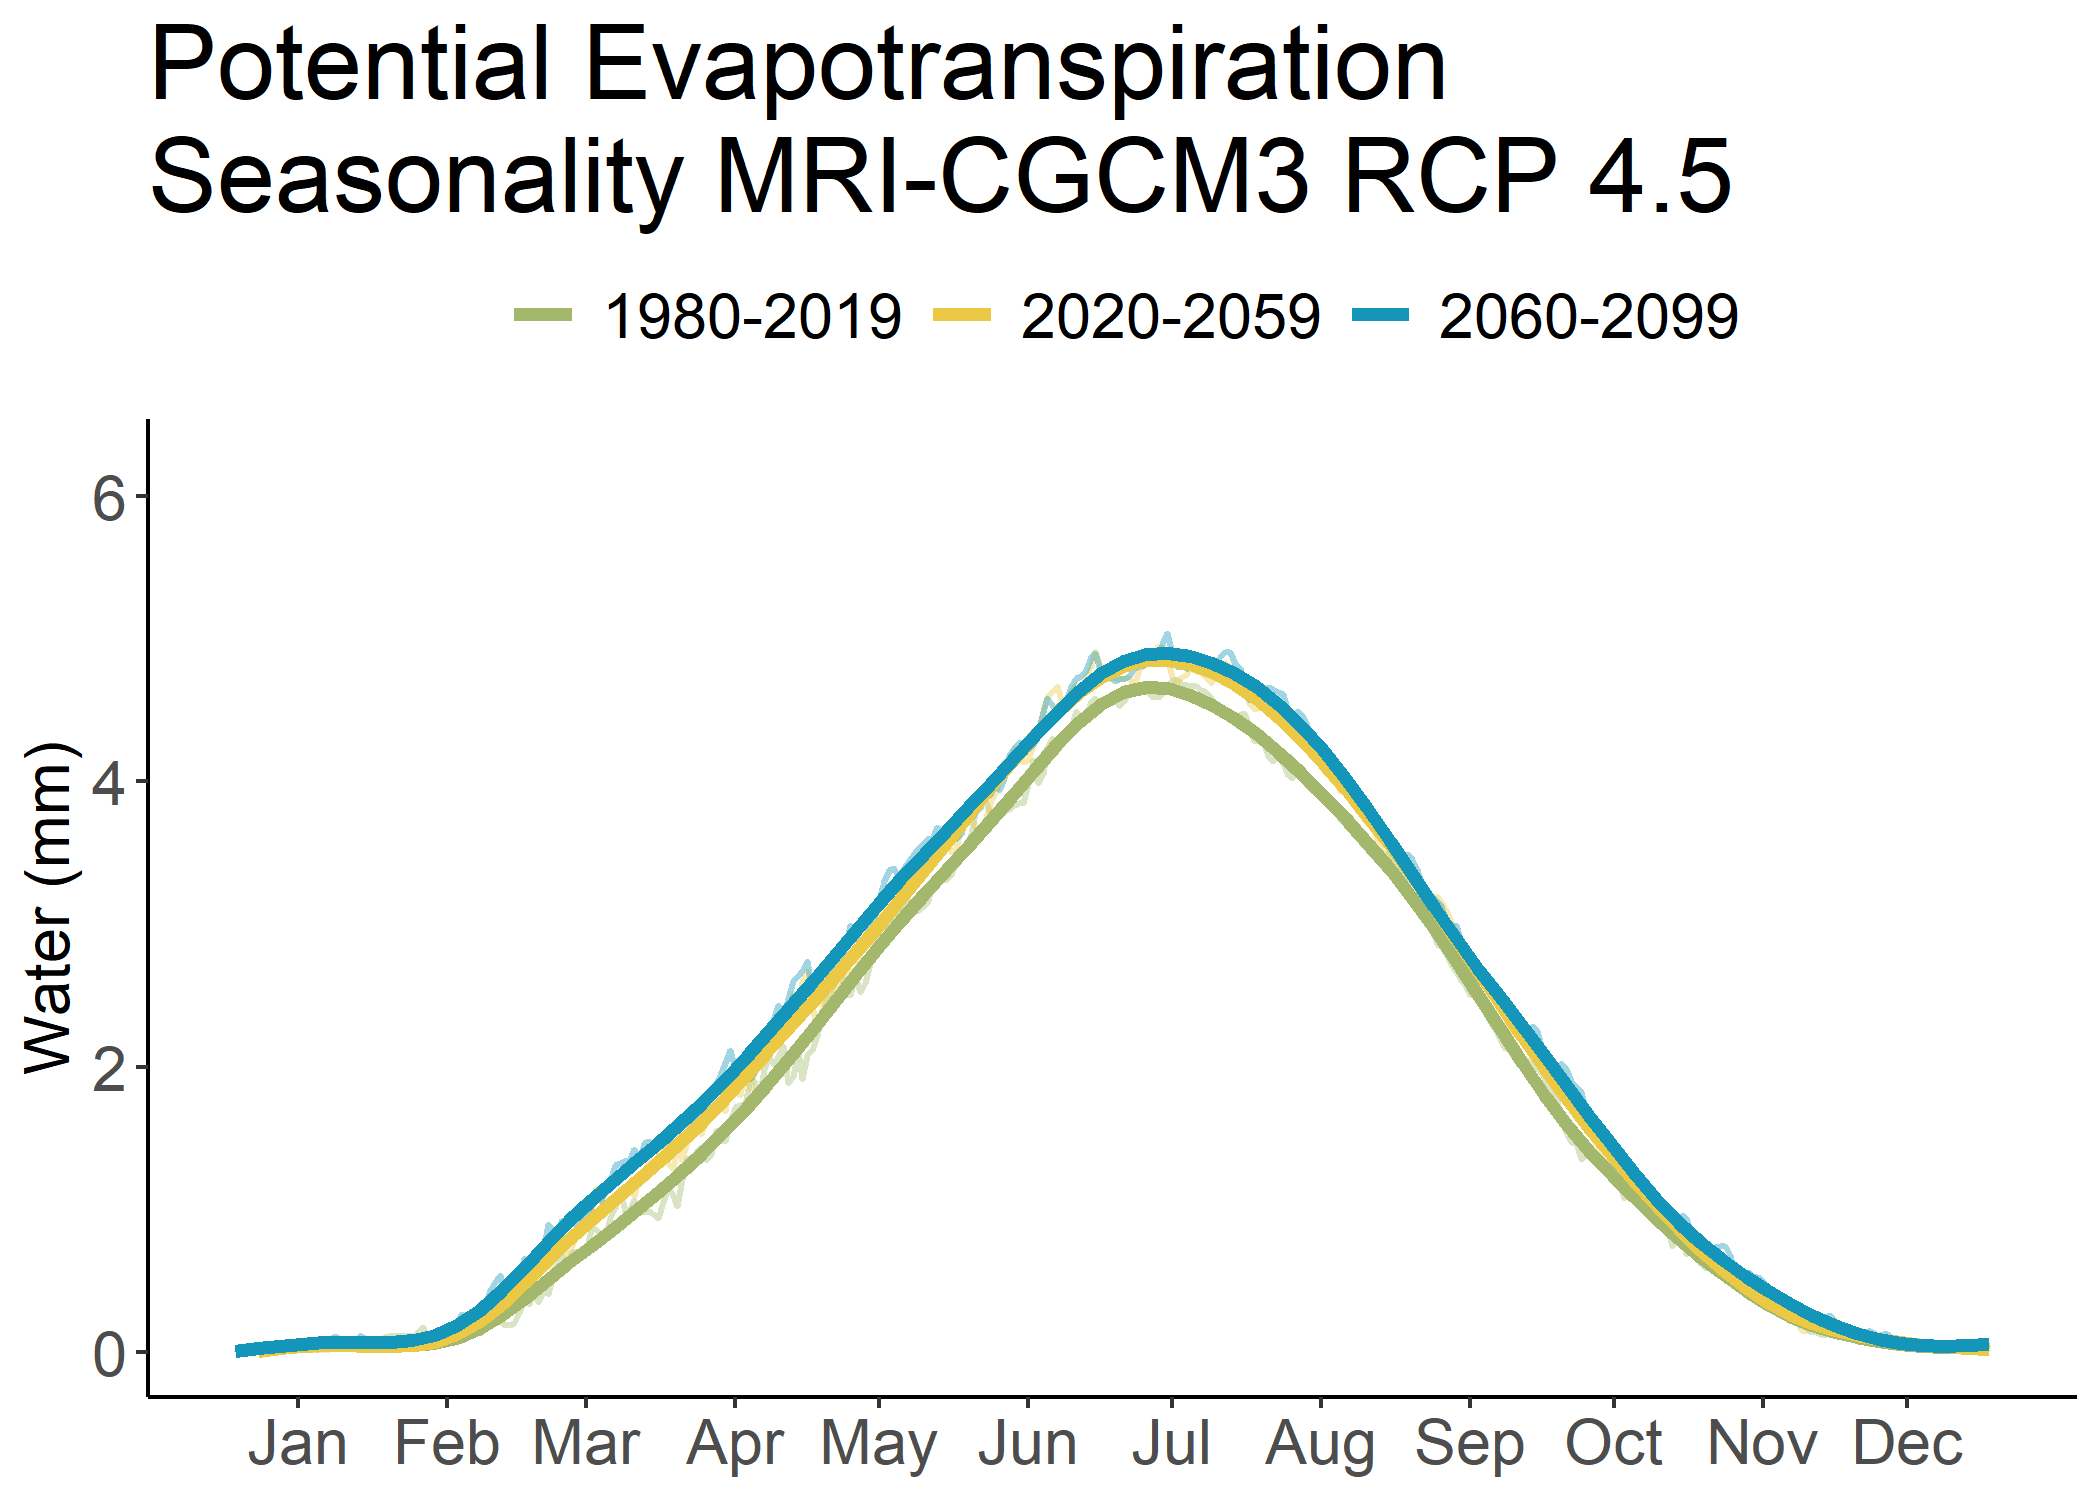 Potential Evapotranspiration
Seasonality MRI-CGCM3 RCP 4.5
1980-2019 2020-2059 2060-2099
Water (mm)
6
4
2
0
Jan Feb Mar Apr May Jun Jul Aug Sep Oct Nov Dec